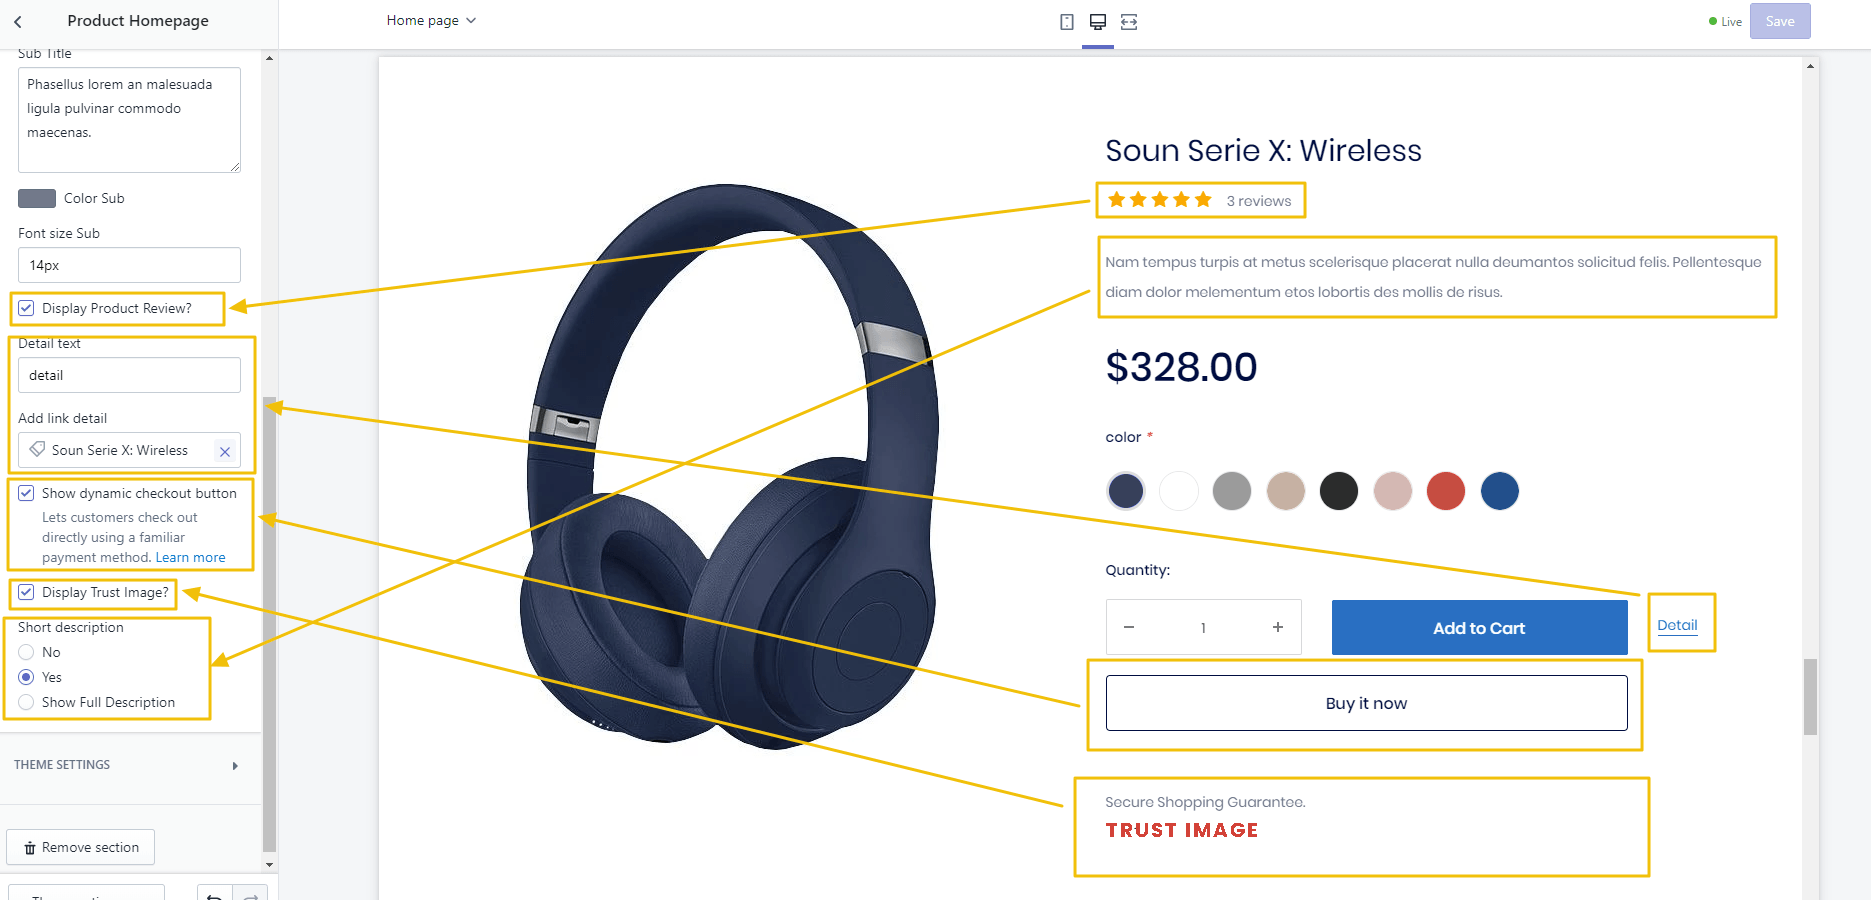 Product Homepage
Home page
Live
Save
Sub Title
Phasellus lorem an malesuada
ligula pulvinar commodo
maecenas.
Color Sub
Font size Sub
14px
Display Product Review?
Detail text
detail
Add link detail
Soun Serie X: Wireless
Show dynamic checkout button
Lets customers check out
directly using a familiar
payment method. Learn more
Display Trust Image?
Short description
No
Yes
Show Full Description
THEME SETTINGS
Remove section
Soun Serie X: Wireless
3 reviews
Nam tempus turpis at metus scelerisque placerat nulla deumantos solicitud felis. Pellentesque
diam dolor melementum etos lobortis des mollis de risus.
$328.00
color *
Quantity:
1
Add to Cart
Detail
Buy it now
Secure Shopping Guarantee.
TRUST IMAGE